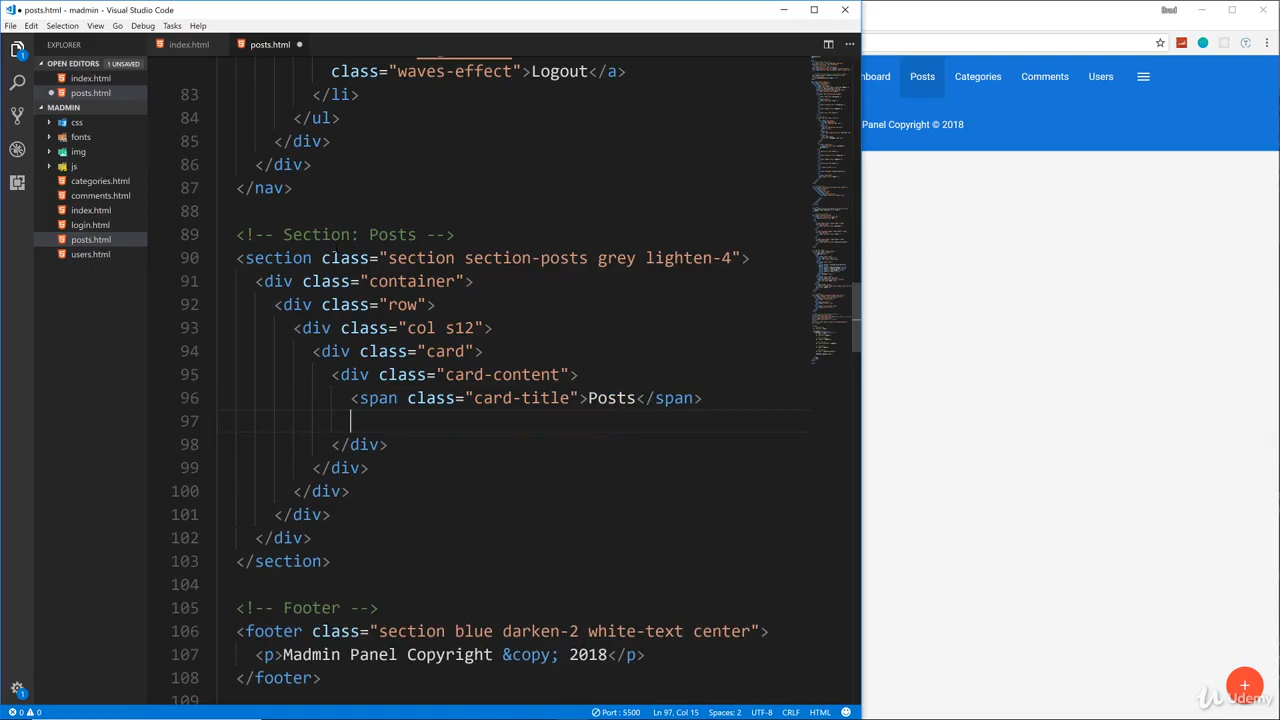 posts.html - madmin - Visual Studio Code
Brad
File Edit Selection View Go Debug Tasks Help
EXPLORER
index.html
posts.html
OPEN EDITORS 1 UNSAVED
index.html
posts.html
MADMIN
css
fonts
img
js
categories.html
comments.html
index.html
login.html
posts.html
users.html
1
1
class="waves-effect">Logout</a>
83 </li>
84 </ul>
85 </div>
86 </div>
87 </nav>
88
89 <!-- Section: Posts -->
90 <section class="section section-posts grey lighten-4">
91 <div class="container">
92 <div class="row">
93 <div class="col s12">
94 <div class="card">
95 <div class="card-content">
96 <span class="card-title">Posts</span>
97
98 </div>
99 </div>
100 </div>
101 </div>
102 </div>
103 </section>
104
105 <!-- Footer -->
106 <footer class="section blue darken-2 white-text center">
107 <p>Madmin Panel Copyright &copy; 2018</p>
108 </footer>
109
hboard Posts Categories Comments Users
Panel Copyright © 2018
+
Udemy
0 0 Port : 5500 Ln 97, Col 15 Spaces: 2 UTF-8 CRLF HTML